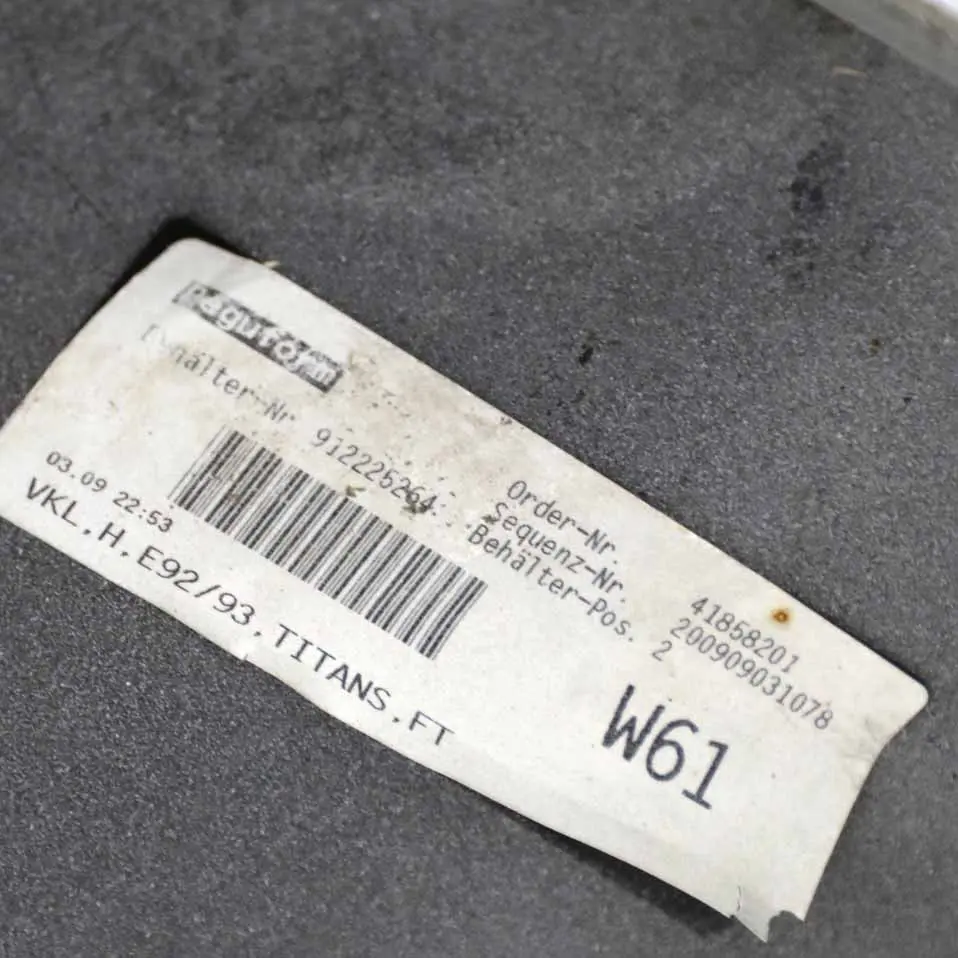 Behälter-Nr 912225264
Order-Nr. 41858201
Sequenz-Nr. 200909031078
Behälter-Pos. 2
03.09 22:53
VKL.H.E92/93,TITANS.FT
W61